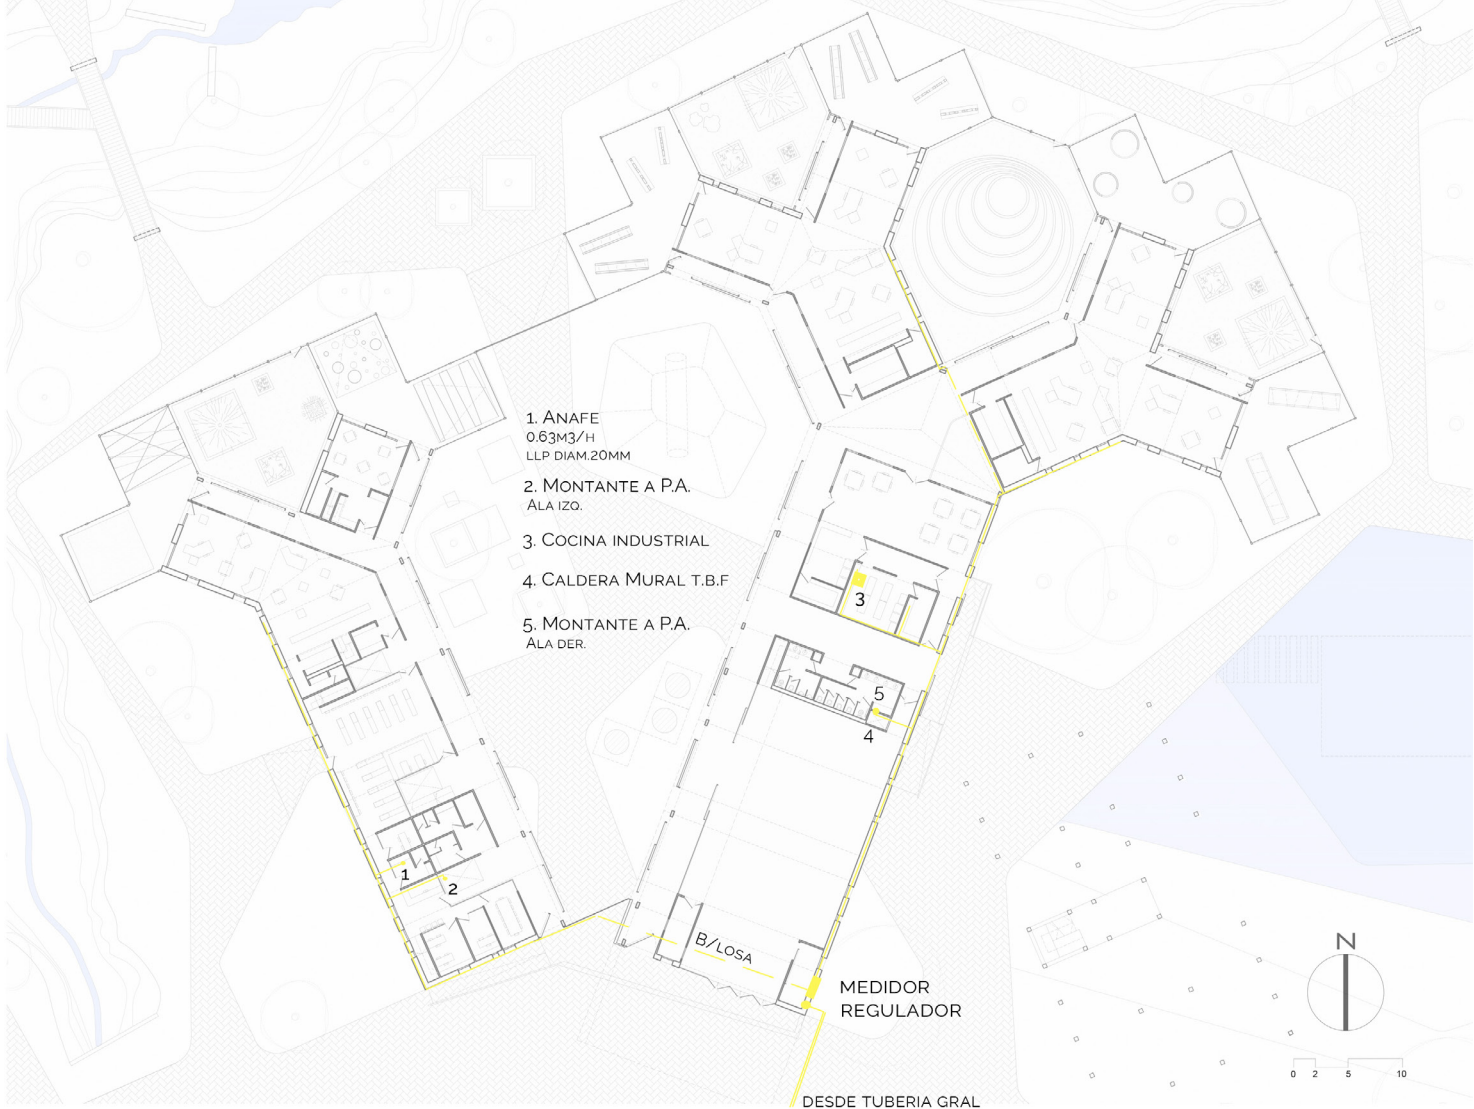 1. ANAFE
0.63M3/H
LLP DIAM.20MM
2. MONTANTE A P.A.
ALA IZQ.
3. COCINA INDUSTRIAL
4. CALDERA MURAL T.B.F
5. MONTANTE A P.A.
ALA DER.
3
5
4
1
2
B/LOSA
MEDIDOR
REGULADOR
N
0 2 5 10
DESDE TUBERIA GRAL